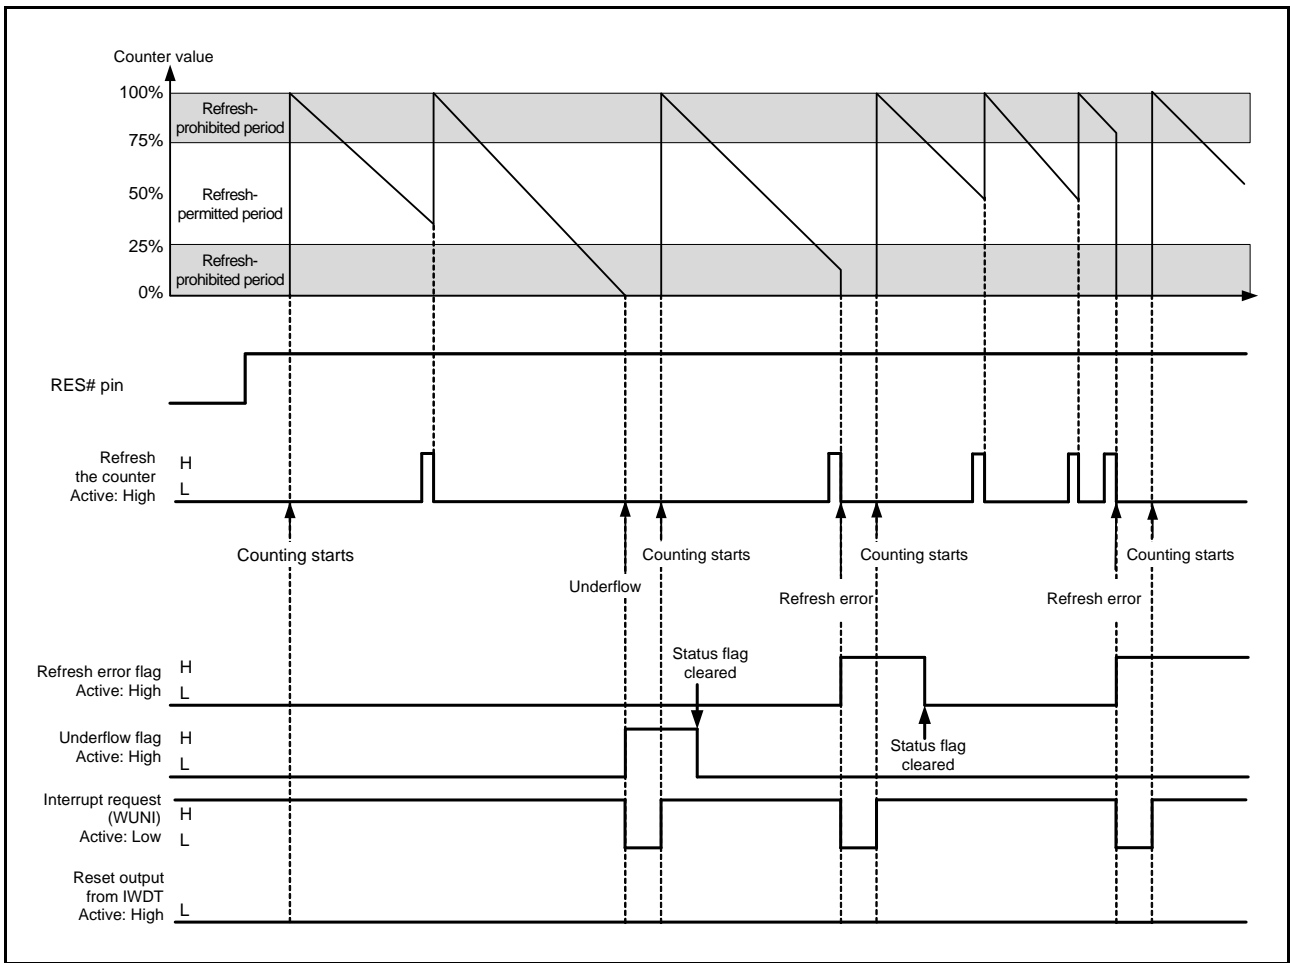 Counter value
100%
Refresh-
prohibited period
75%
50%
Refresh-
permitted period
25%
Refresh-
prohibited period
0%
RES# pin
Refresh
the counter
Active: High
H
L
Counting starts
Counting starts
Counting starts
Counting starts
Underflow
Refresh error
Refresh error
Status flag
cleared
Refresh error flag
Active: High
H
L
Status flag
cleared
Underflow flag
Active: High
H
L
Interrupt request
(WUNI)
Active: Low
H
L
Reset output
from IWDT
Active: High
L